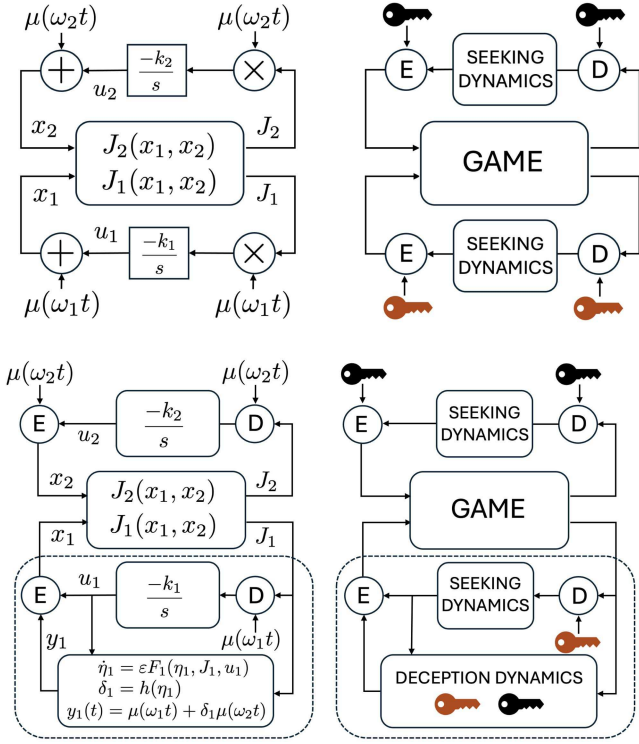 μ(ω₂t)
μ(ω₂t)
+
u₂
−k₂
s
×
x₂
J₂
J₂(x₁, x₂)
J₁(x₁, x₂)
x₁
J₁
+
u₁
−k₁
s
×
μ(ω₁t)
μ(ω₁t)
E
SEEKING
DYNAMICS
D
GAME
E
SEEKING
DYNAMICS
D
μ(ω₂t)
μ(ω₂t)
E
u₂
−k₂
s
D
x₂
J₂
J₂(x₁, x₂)
J₁(x₁, x₂)
x₁
J₁
E
u₁
−k₁
s
D
μ(ω₁t)
y₁
η̇₁ = εF₁(η₁, J₁, u₁)
δ₁ = h(η₁)
y₁(t) = μ(ω₁t) + δ₁μ(ω₂t)
E
SEEKING
DYNAMICS
D
GAME
E
SEEKING
DYNAMICS
D
DECEPTION DYNAMICS